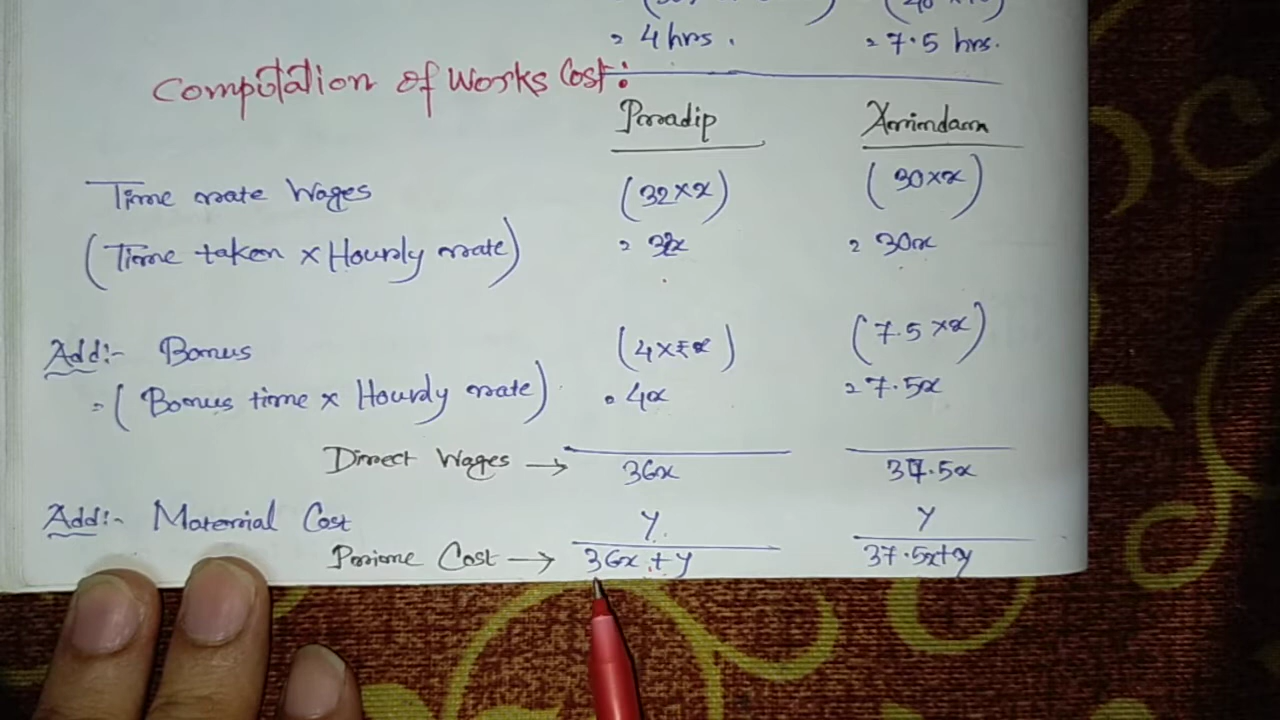 = 4 hrs. = 7.5 hrs.
Computation of Works Cost:
Paradip Arindam
Time rate Wages (32×x) (30×x)
(Time taken × Hourly rate) = 32x = 30x
Add:- Bonus (4×₹x) (7.5×x)
= (Bonus time × Hourly rate) = 4x = 7.5x
Direct Wages → 36x 37.5x
Add:- Material Cost y y
Prime Cost → 36x + y 37.5x+y